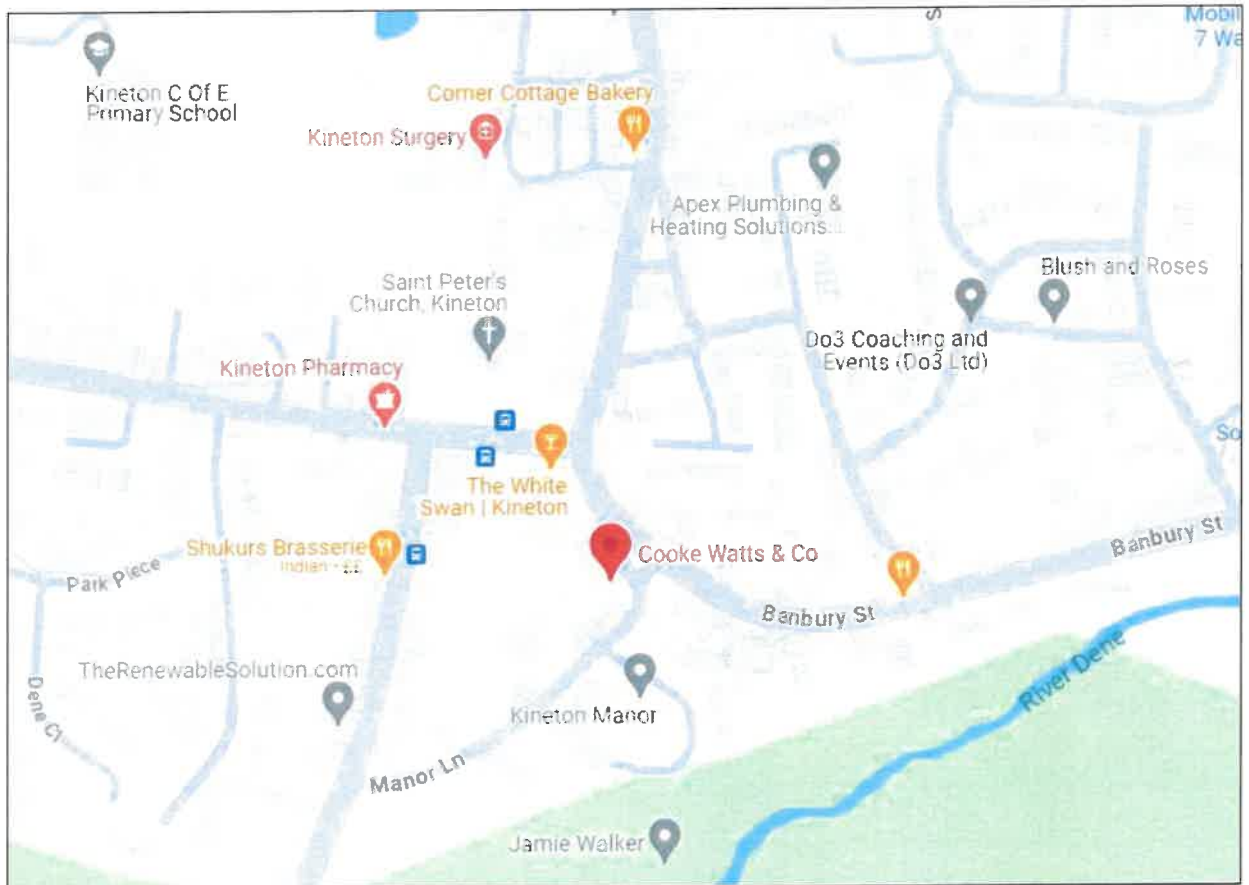 Mobil
7 Wa
Kineton C Of E
Primary School
Corner Cottage Bakery
Kineton Surgery
Apex Plumbing &
Heating Solutions...
Blush and Roses
Saint Peter's
Church, Kineton
Do3 Coaching and
Events (Do3 Ltd)
Kineton Pharmacy
So
The White
Swan | Kineton
Shukurs Brasserie
Indian · ££
Cooke Watts & Co
Banbury St
Park Piece
Banbury St
River Dene
TheRenewableSolution.com
Dene Cl
Kineton Manor
Manor Ln
Jamie Walker